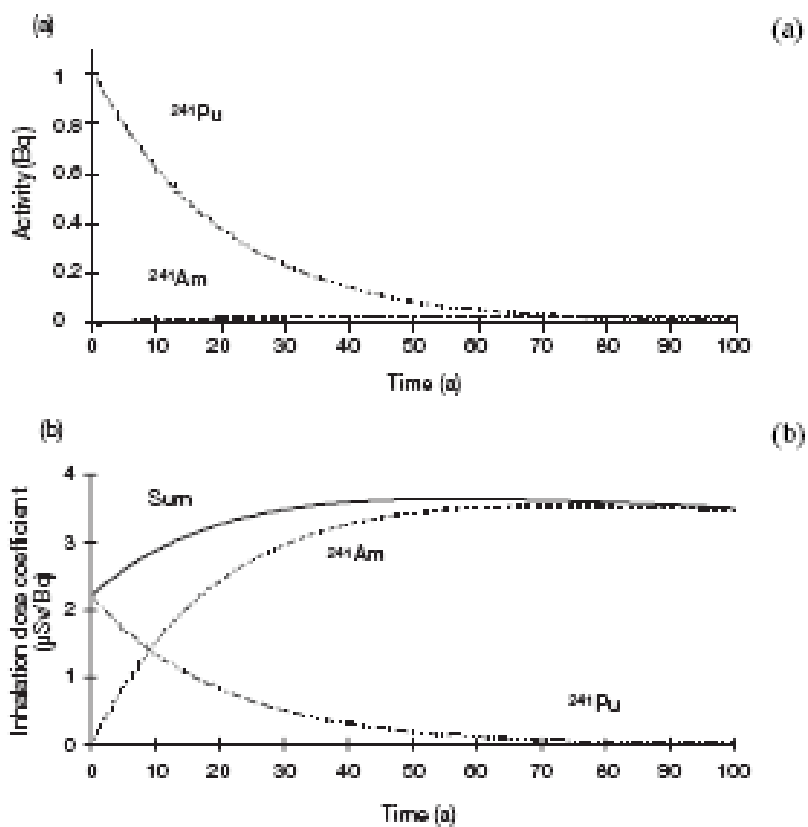 (a)
(a)
1
0.8
0.6
0.4
0.2
0
Activity (Bq)
²⁴¹Pu
²⁴¹Am
0 10 20 30 40 50 60 70 80 90 100
Time (a)
(b)
(b)
4
3
2
1
0
Inhalation dose coefficient
(µSv/Bq)
Sum
²⁴¹Am
²⁴¹Pu
0 10 20 30 40 50 60 70 80 90 100
Time (a)